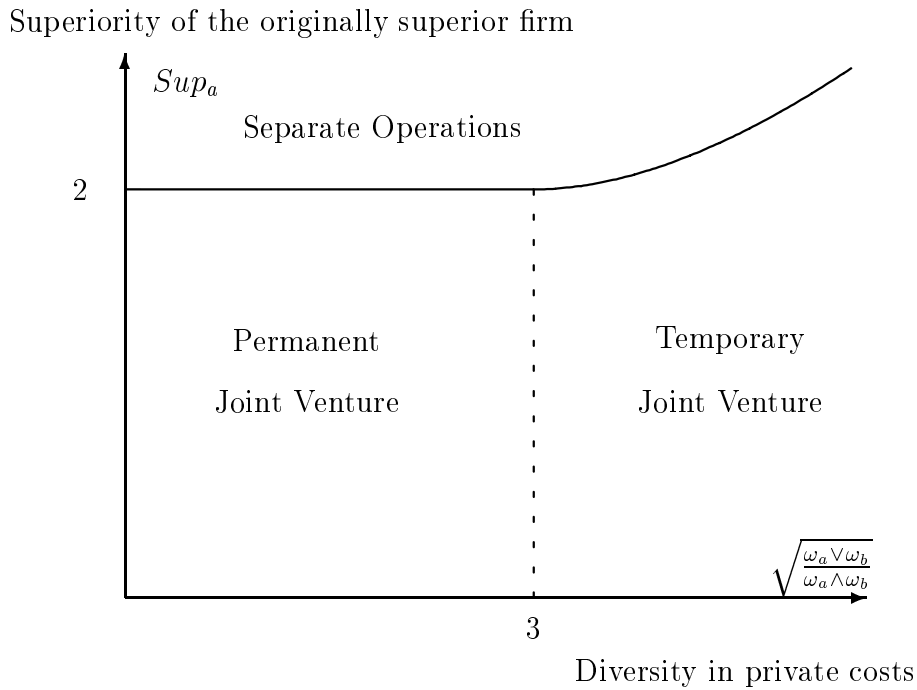 Superiority of the originally superior firm
Sup_a
Separate Operations
2
Permanent
Joint Venture
Temporary
Joint Venture
√((ω_a∨ω_b)/(ω_a∧ω_b))
3
Diversity in private costs